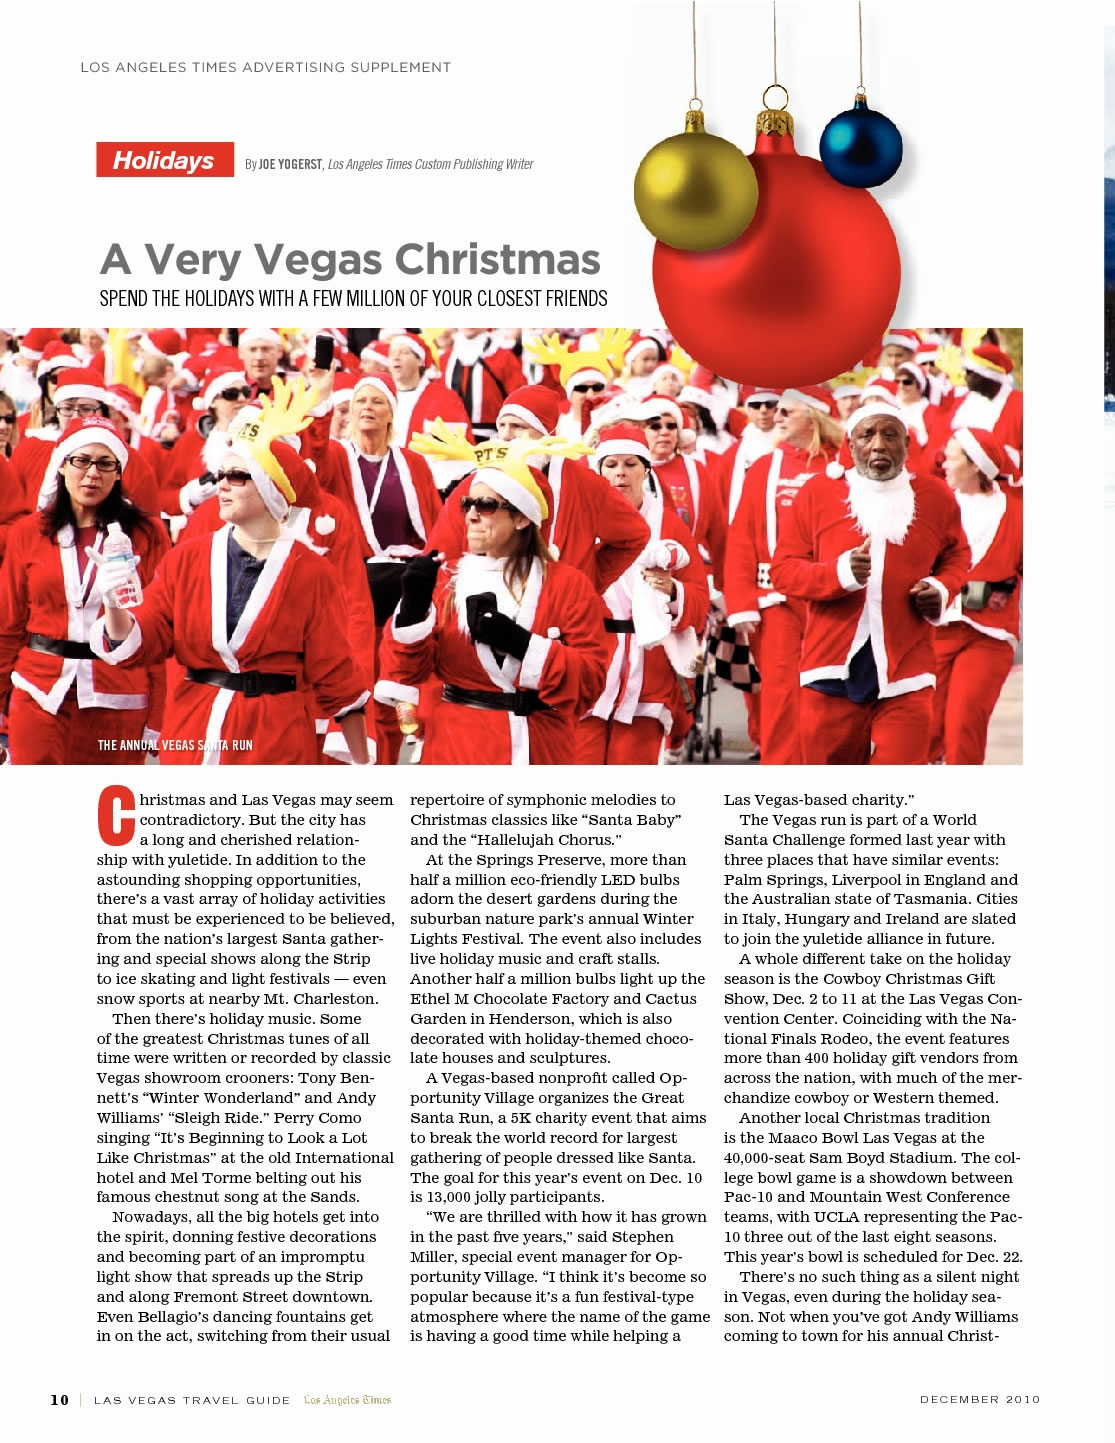 LOS ANGELES TIMES ADVERTISING SUPPLEMENT
Holidays
By JOE YOGERST, Los Angeles Times Custom Publishing Writer
A Very Vegas Christmas
SPEND THE HOLIDAYS WITH A FEW MILLION OF YOUR CLOSEST FRIENDS
PT'S
PT'S
THE ANNUAL VEGAS SANTA RUN
Christmas and Las Vegas may seem
contradictory. But the city has
a long and cherished relation-
ship with yuletide. In addition to the
astounding shopping opportunities,
there's a vast array of holiday activities
that must be experienced to be believed,
from the nation's largest Santa gather-
ing and special shows along the Strip
to ice skating and light festivals — even
snow sports at nearby Mt. Charleston.
Then there's holiday music. Some
of the greatest Christmas tunes of all
time were written or recorded by classic
Vegas showroom crooners: Tony Ben-
nett's “Winter Wonderland” and Andy
Williams' “Sleigh Ride.” Perry Como
singing “It's Beginning to Look a Lot
Like Christmas” at the old International
hotel and Mel Torme belting out his
famous chestnut song at the Sands.
Nowadays, all the big hotels get into
the spirit, donning festive decorations
and becoming part of an impromptu
light show that spreads up the Strip
and along Fremont Street downtown.
Even Bellagio's dancing fountains get
in on the act, switching from their usual
repertoire of symphonic melodies to
Christmas classics like “Santa Baby”
and the “Hallelujah Chorus.”
At the Springs Preserve, more than
half a million eco-friendly LED bulbs
adorn the desert gardens during the
suburban nature park's annual Winter
Lights Festival. The event also includes
live holiday music and craft stalls.
Another half a million bulbs light up the
Ethel M Chocolate Factory and Cactus
Garden in Henderson, which is also
decorated with holiday-themed choco-
late houses and sculptures.
A Vegas-based nonprofit called Op-
portunity Village organizes the Great
Santa Run, a 5K charity event that aims
to break the world record for largest
gathering of people dressed like Santa.
The goal for this year's event on Dec. 10
is 13,000 jolly participants.
“We are thrilled with how it has grown
in the past five years,” said Stephen
Miller, special event manager for Op-
portunity Village. “I think it's become so
popular because it's a fun festival-type
atmosphere where the name of the game
is having a good time while helping a
Las Vegas-based charity.”
The Vegas run is part of a World
Santa Challenge formed last year with
three places that have similar events:
Palm Springs, Liverpool in England and
the Australian state of Tasmania. Cities
in Italy, Hungary and Ireland are slated
to join the yuletide alliance in future.
A whole different take on the holiday
season is the Cowboy Christmas Gift
Show, Dec. 2 to 11 at the Las Vegas Con-
vention Center. Coinciding with the Na-
tional Finals Rodeo, the event features
more than 400 holiday gift vendors from
across the nation, with much of the mer-
chandize cowboy or Western themed.
Another local Christmas tradition
is the Maaco Bowl Las Vegas at the
40,000-seat Sam Boyd Stadium. The col-
lege bowl game is a showdown between
Pac-10 and Mountain West Conference
teams, with UCLA representing the Pac-
10 three out of the last eight seasons.
This year's bowl is scheduled for Dec. 22.
There's no such thing as a silent night
in Vegas, even during the holiday sea-
son. Not when you've got Andy Williams
coming to town for his annual Christ-
10 | LAS VEGAS TRAVEL GUIDE Los Angeles Times
DECEMBER 2010